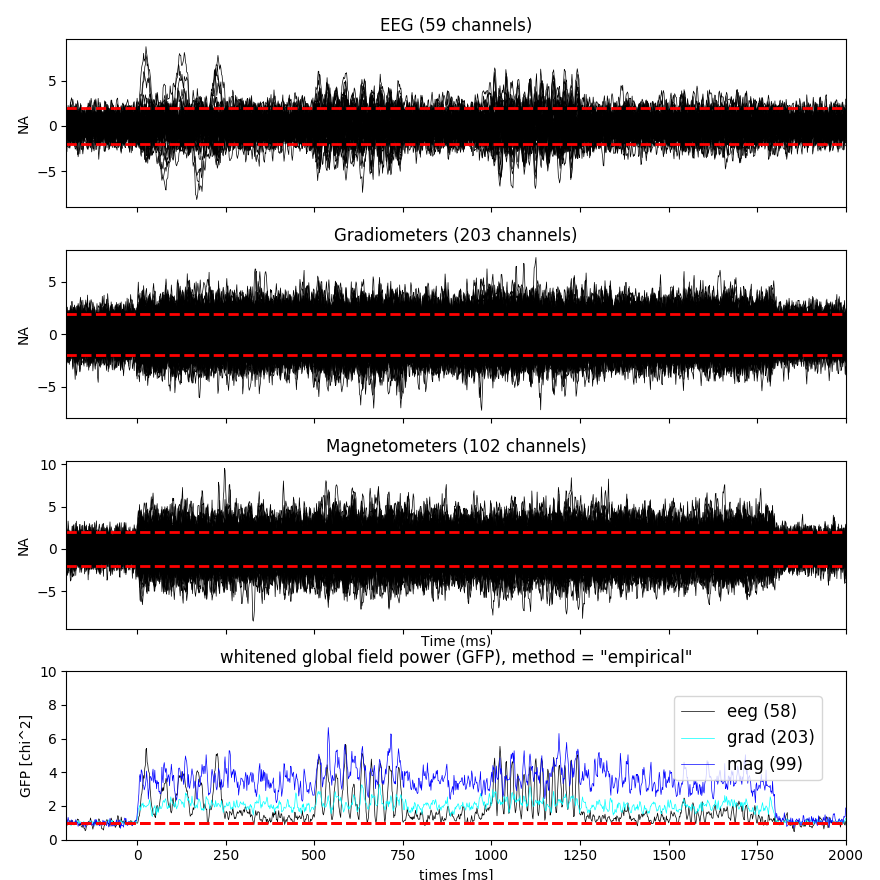 EEG (59 channels)
5
0
−5
NA
Gradiometers (203 channels)
5
0
−5
NA
Magnetometers (102 channels)
10
5
0
−5
NA
Time (ms)
whitened global field power (GFP), method = "empirical"
10
8
6
4
2
0
GFP [chi^2]
eeg (58)
grad (203)
mag (99)
0 250 500 750 1000 1250 1500 1750 2000
times [ms]